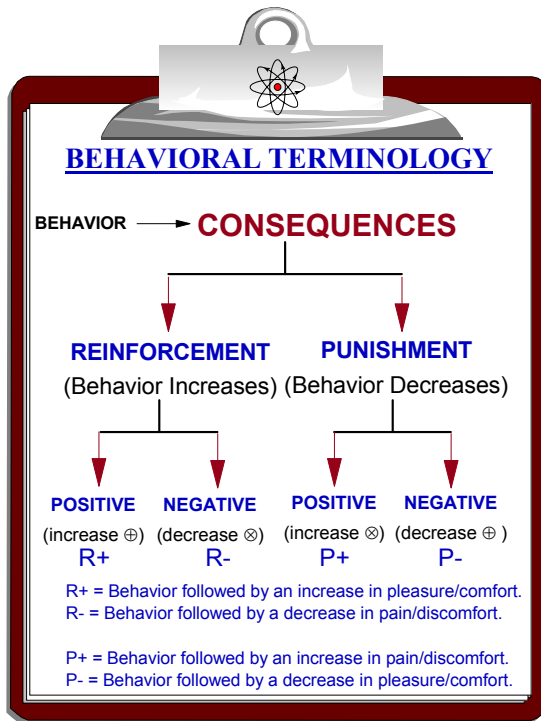 BEHAVIORAL TERMINOLOGY
BEHAVIOR CONSEQUENCES
REINFORCEMENT PUNISHMENT
(Behavior Increases) (Behavior Decreases)
POSITIVE NEGATIVE POSITIVE NEGATIVE
(increase ⊕) (decrease ⊗) (increase ⊗) (decrease ⊕ )
R+ R- P+ P-
R+ = Behavior followed by an increase in pleasure/comfort.
R- = Behavior followed by a decrease in pain/discomfort.
P+ = Behavior followed by an increase in pain/discomfort.
P- = Behavior followed by a decrease in pleasure/comfort.